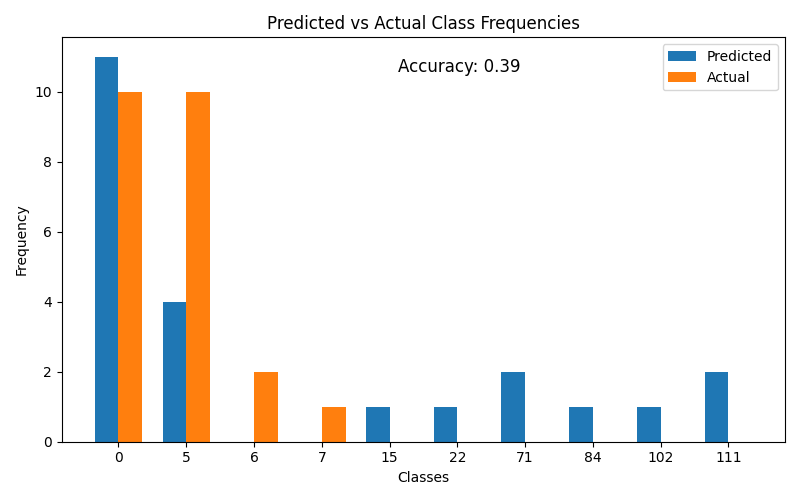 Predicted vs Actual Class Frequencies
Accuracy: 0.39
Predicted
Actual
10
8
6
4
2
0
Frequency
0 5 6 7 15 22 71 84 102 111
Classes